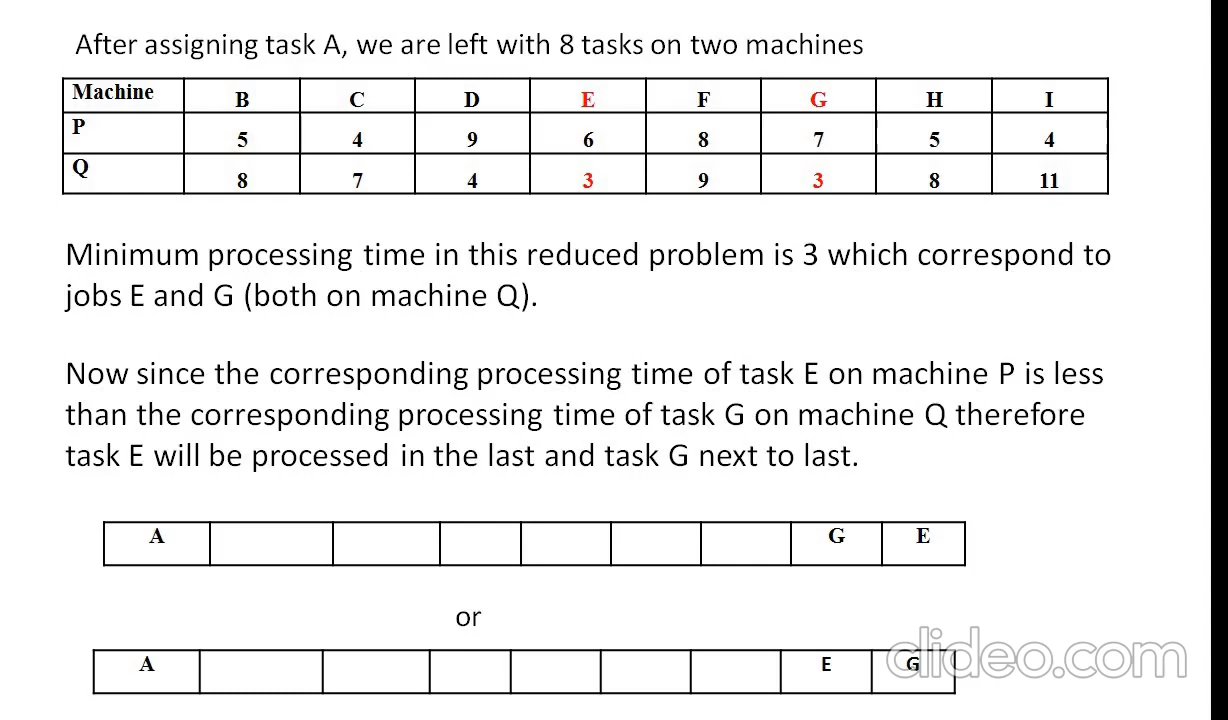 After assigning task A, we are left with 8 tasks on two machines
Machine B C D E F G H I
P 5 4 9 6 8 7 5 4
Q 8 7 4 3 9 3 8 11
Minimum processing time in this reduced problem is 3 which correspond to
jobs E and G (both on machine Q).
Now since the corresponding processing time of task E on machine P is less
than the corresponding processing time of task G on machine Q therefore
task E will be processed in the last and task G next to last.
A G E
or
A E G
clideo.com